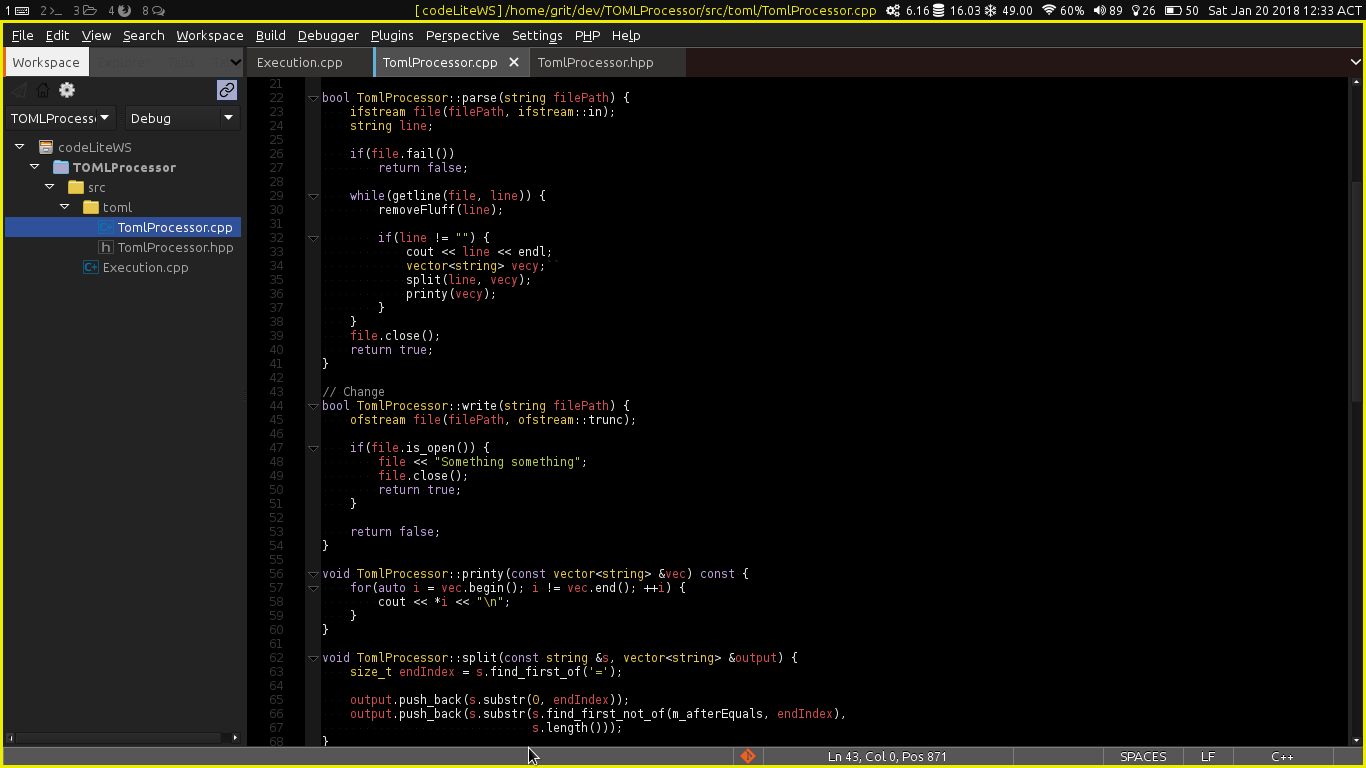 1 2 3 4 8 [ codeLiteWS ] /home/grit/dev/TOMLProcessor/src/toml/TomlProcessor.cpp 6.16 16.03 49.00 60% 89 26 50 Sat Jan 20 2018 12:33 ACT
File Edit View Search Workspace Build Debugger Plugins Perspective Settings PHP Help
Workspace Execution.cpp TomlProcessor.cpp TomlProcessor.hpp
TOMLProcess Debug
codeLiteWS
TOMLProcessor
src
toml
TomlProcessor.cpp
TomlProcessor.hpp
Execution.cpp
21
22 bool TomlProcessor::parse(string filePath) {
23     ifstream file(filePath, ifstream::in);
24     string line;
25
26     if(file.fail())
27         return false;
28
29     while(getline(file, line)) {
30         removeFluff(line);
31
32         if(line != "") {
33             cout << line << endl;
34             vector<string> vecy;
35             split(line, vecy);
36             printy(vecy);
37         }
38     }
39     file.close();
40     return true;
41 }
42
43 // Change
44 bool TomlProcessor::write(string filePath) {
45     ofstream file(filePath, ofstream::trunc);
46
47     if(file.is_open()) {
48         file << "Something something";
49         file.close();
50         return true;
51     }
52
53     return false;
54 }
55
56 void TomlProcessor::printy(const vector<string> &vec) const {
57     for(auto i = vec.begin(); i != vec.end(); ++i) {
58         cout << *i << "\n";
59     }
60 }
61
62 void TomlProcessor::split(const string &s, vector<string> &output) {
63     size_t endIndex = s.find_first_of('=');
64
65     output.push_back(s.substr(0, endIndex));
66     output.push_back(s.substr(s.find_first_not_of(m_afterEquals, endIndex),
67                               s.length()));
68 }
Ln 43, Col 0, Pos 871 SPACES LF C++